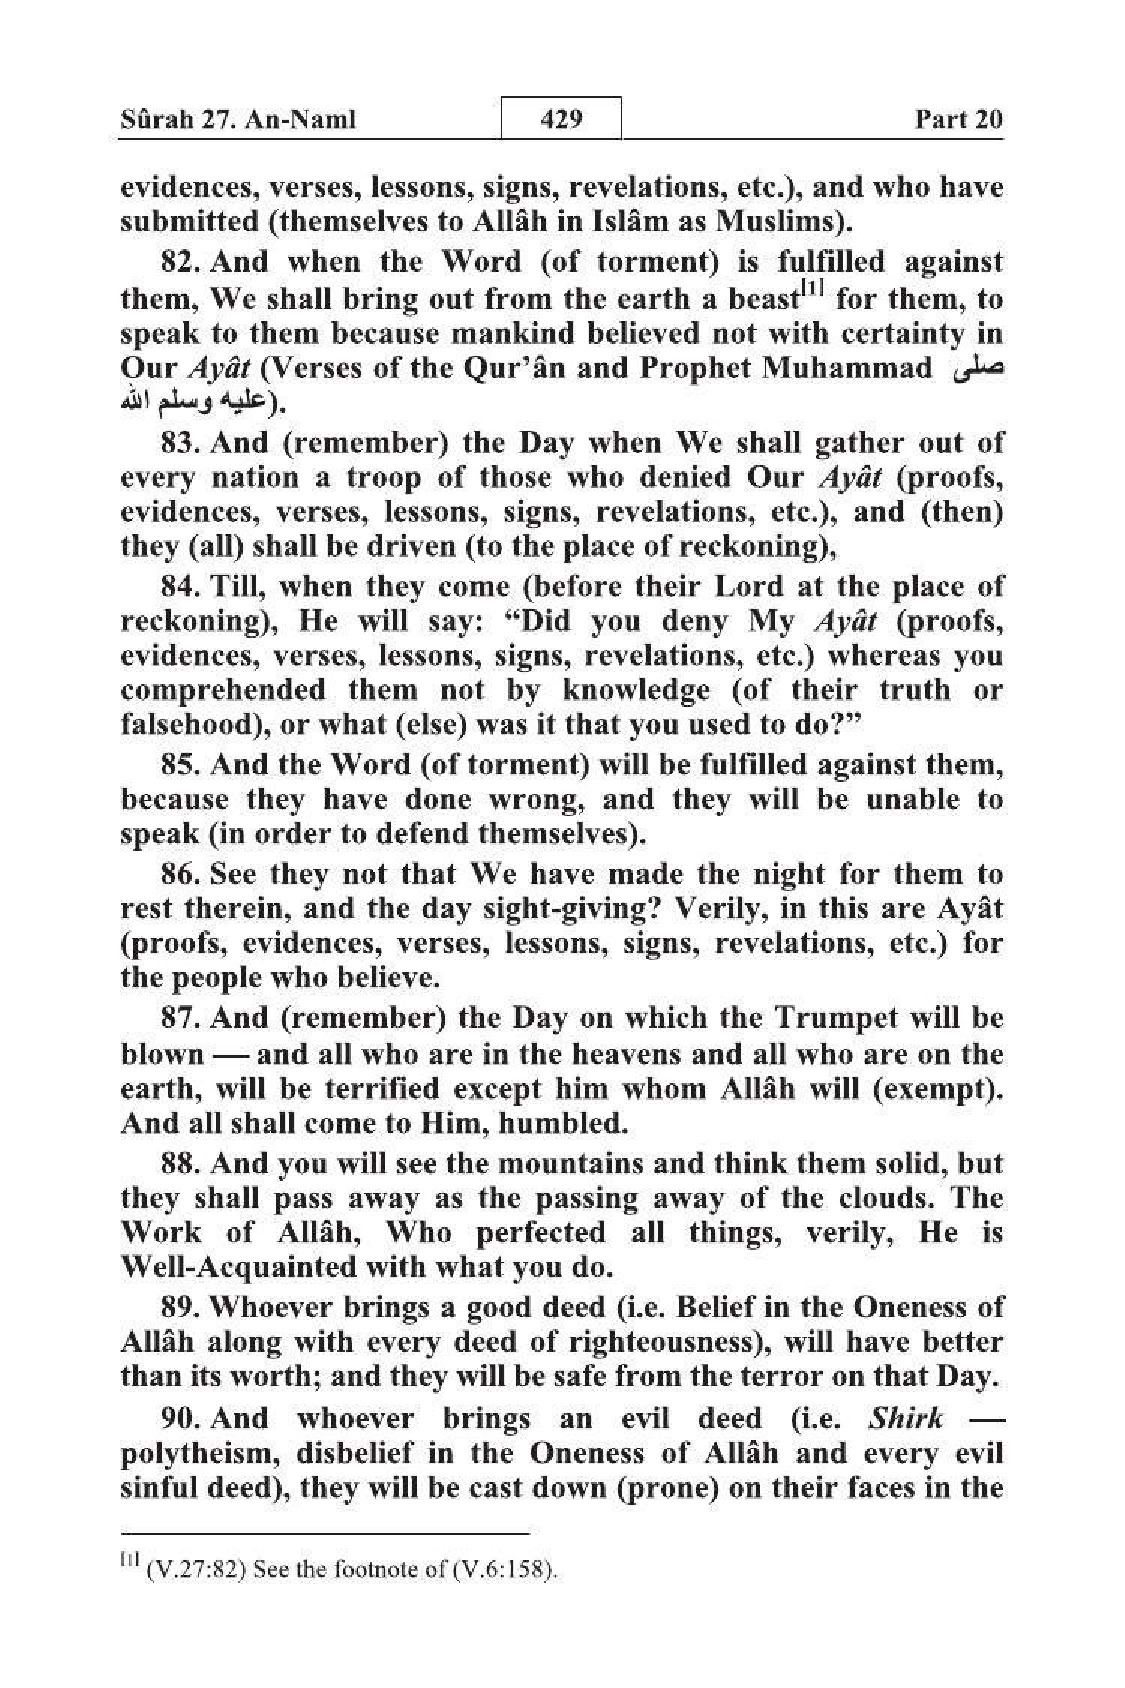 Sûrah 27. An-Naml 429 Part 20
evidences, verses, lessons, signs, revelations, etc.), and who have
submitted (themselves to Allâh in Islâm as Muslims).
82. And when the Word (of torment) is fulfilled against
them, We shall bring out from the earth a beast[1] for them, to
speak to them because mankind believed not with certainty in
Our Ayât (Verses of the Qur’ân and Prophet Muhammad صلى
الله عليه وسلم).
83. And (remember) the Day when We shall gather out of
every nation a troop of those who denied Our Ayât (proofs,
evidences, verses, lessons, signs, revelations, etc.), and (then)
they (all) shall be driven (to the place of reckoning),
84. Till, when they come (before their Lord at the place of
reckoning), He will say: “Did you deny My Ayât (proofs,
evidences, verses, lessons, signs, revelations, etc.) whereas you
comprehended them not by knowledge (of their truth or
falsehood), or what (else) was it that you used to do?”
85. And the Word (of torment) will be fulfilled against them,
because they have done wrong, and they will be unable to
speak (in order to defend themselves).
86. See they not that We have made the night for them to
rest therein, and the day sight-giving? Verily, in this are Ayât
(proofs, evidences, verses, lessons, signs, revelations, etc.) for
the people who believe.
87. And (remember) the Day on which the Trumpet will be
blown — and all who are in the heavens and all who are on the
earth, will be terrified except him whom Allâh will (exempt).
And all shall come to Him, humbled.
88. And you will see the mountains and think them solid, but
they shall pass away as the passing away of the clouds. The
Work of Allâh, Who perfected all things, verily, He is
Well-Acquainted with what you do.
89. Whoever brings a good deed (i.e. Belief in the Oneness of
Allâh along with every deed of righteousness), will have better
than its worth; and they will be safe from the terror on that Day.
90. And whoever brings an evil deed (i.e. Shirk —
polytheism, disbelief in the Oneness of Allâh and every evil
sinful deed), they will be cast down (prone) on their faces in the
[1] (V.27:82) See the footnote of (V.6:158).